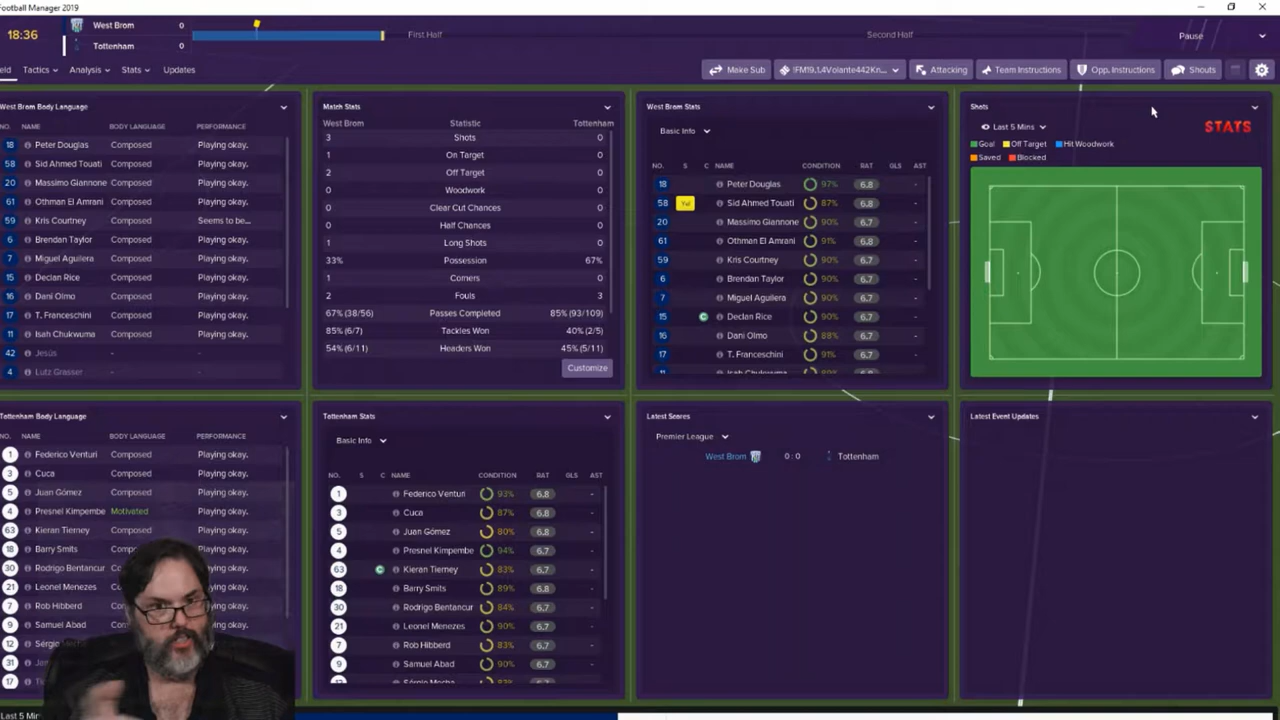 Football Manager 2019
18:36
West Brom 0
Tottenham 0
First Half
Second Half
Pause
Tactics
Analysis
Stats
Updates
Make Sub
!FM19.1.4Volante442Kn...
Attacking
Team Instructions
Opp. Instructions
Shouts
West Brom Body Language
NO. NAME BODY LANGUAGE PERFORMANCE
18 Peter Douglas Composed Playing okay.
58 Sid Ahmed Touati Composed Playing okay.
20 Massimo Giannone Composed Playing okay.
61 Othman El Amrani Composed Playing okay.
59 Kris Courtney Composed Seems to be...
6 Brendan Taylor Composed Playing okay.
7 Miguel Aguilera Composed Playing okay.
15 Declan Rice Composed Playing okay.
16 Dani Olmo Composed Playing okay.
17 T. Franceschini Composed Playing okay.
11 Isah Chukwuma Composed Playing okay.
42 Jesús - -
4 Lutz Grasser - -
Match Stats
West Brom Statistic Tottenham
3 Shots 0
1 On Target 0
2 Off Target 0
0 Woodwork 0
0 Clear Cut Chances 0
0 Half Chances 0
1 Long Shots 0
33% Possession 67%
1 Corners 0
2 Fouls 3
67% (38/56) Passes Completed 85% (93/109)
85% (6/7) Tackles Won 40% (2/5)
54% (6/11) Headers Won 45% (5/11)
Customize
West Brom Stats
Basic Info
NO. S C NAME CONDITION RAT GLS AST
18 Peter Douglas 97% 6.8 -
58 Yel Sid Ahmed Touati 87% 6.8 -
20 Massimo Giannone 90% 6.7 -
61 Othman El Amrani 91% 6.8 -
59 Kris Courtney 90% 6.7 -
6 Brendan Taylor 90% 6.7 -
7 Miguel Aguilera 90% 6.7 -
15 C Declan Rice 90% 6.7 -
16 Dani Olmo 88% 6.7 -
17 T. Franceschini 91% 6.7 -
11 Isah Chukwuma
Shots
Last 5 Mins
STATS
Goal Off Target Hit Woodwork
Saved Blocked
Tottenham Body Language
NO. NAME BODY LANGUAGE PERFORMANCE
1 Federico Venturi Composed Playing okay.
3 Cuca Composed Playing okay.
5 Juan Gómez Composed Playing okay.
4 Presnel Kimpembe Motivated Playing okay.
63 Kieran Tierney Composed Playing okay.
18 Barry Smits Composed Playing okay.
30 Rodrigo Bentancur Playing okay.
21 Leonel Menezes Playing okay.
7 Rob Hibberd Playing okay.
9 Samuel Abad Playing okay.
12 Playing okay.
31
17
Tottenham Stats
Basic Info
NO. S C NAME CONDITION RAT GLS AST
1 Federico Venturi 93% 6.8 -
3 Cuca 87% 6.8 -
5 Juan Gómez 80% 6.8 -
4 Presnel Kimpembe 94% 6.7 -
63 C Kieran Tierney 83% 6.7 -
18 Barry Smits 89% 6.8 -
30 Rodrigo Bentancur 84% 6.7 -
21 Leonel Menezes 90% 6.7 -
7 Rob Hibberd 83% 6.7 -
9 Samuel Abad 90% 6.7 -
Latest Scores
Premier League
West Brom 0 : 0 Tottenham
Latest Event Updates
Last 5 Min